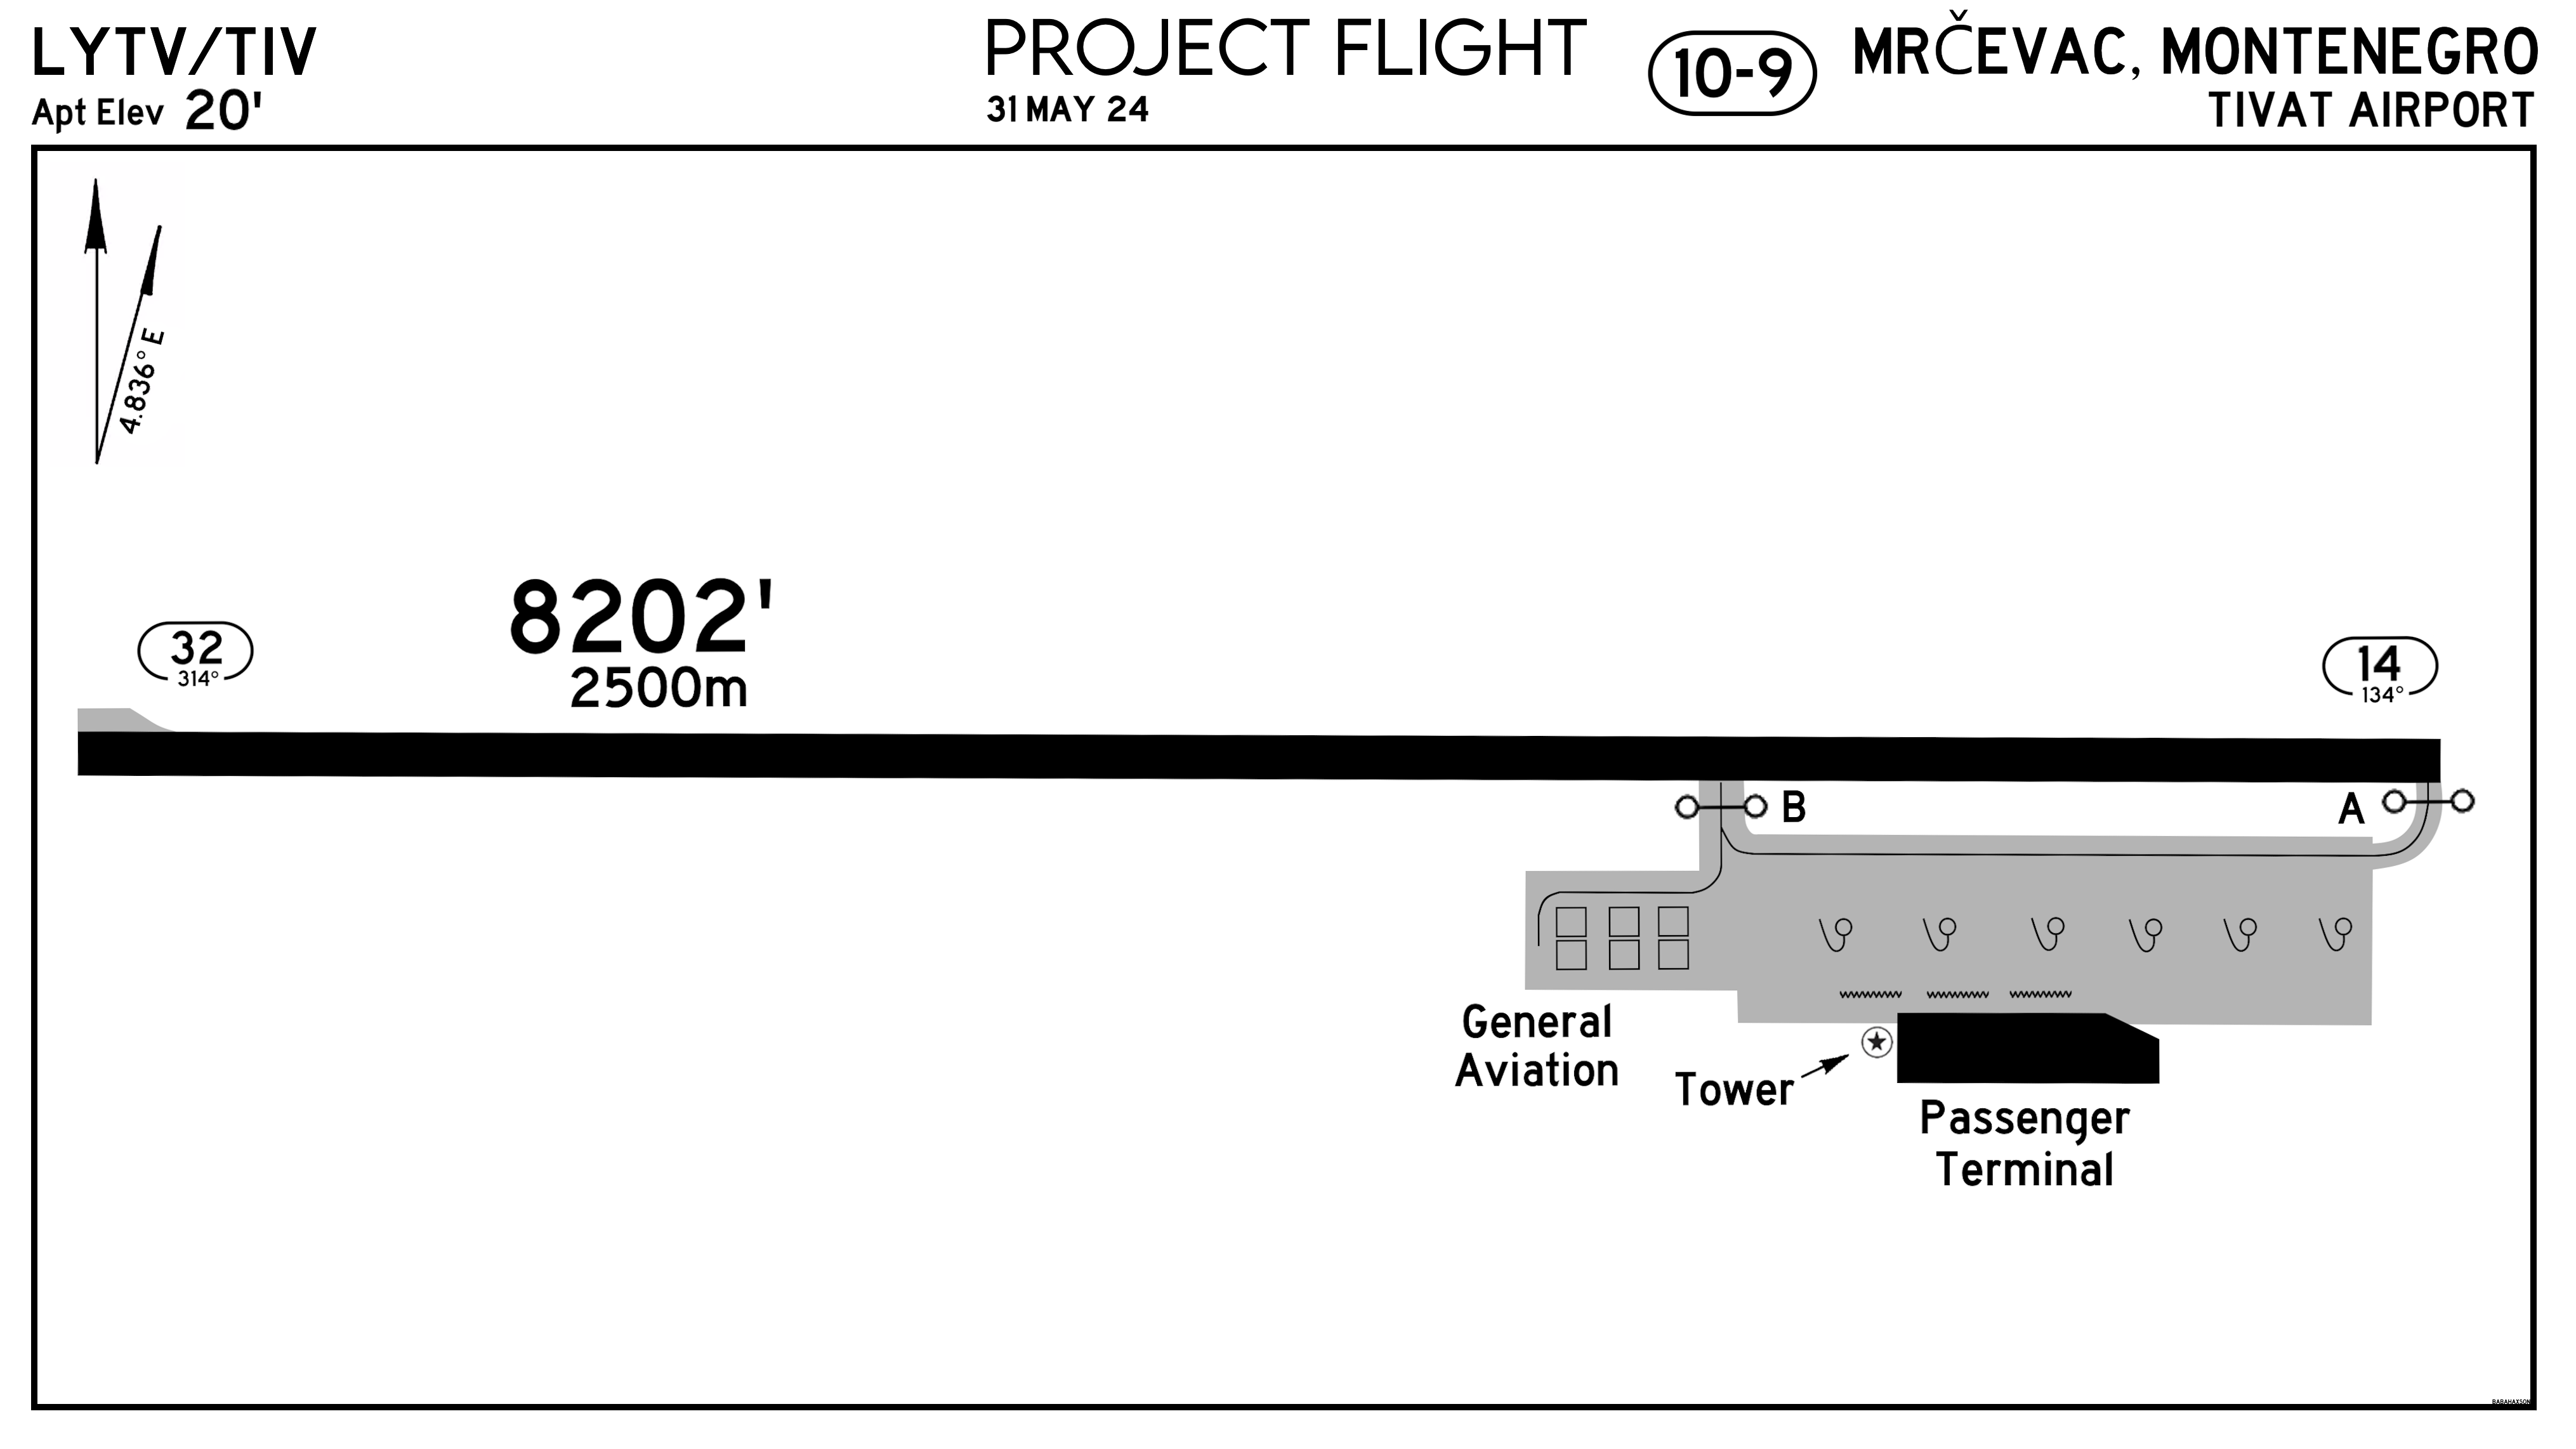 LYTV/TIV
Apt Elev 20'
PROJECT FLIGHT
31 MAY 24
10-9
MRČEVAC, MONTENEGRO
TIVAT AIRPORT
4.836° E
8202'
2500m
32
314°
14
134°
B
A
General
Aviation
Tower
Passenger
Terminal
BABAHAXSON